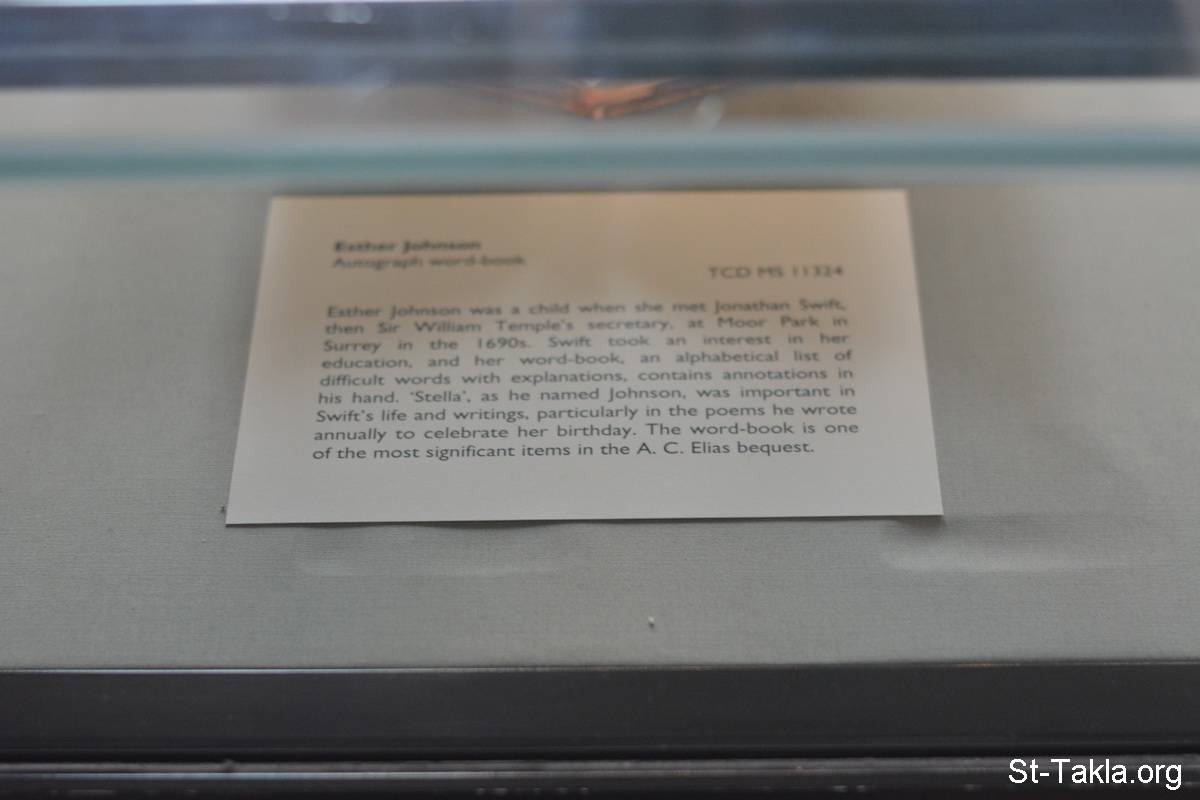 Esther Johnson
Autograph word-book
TCD MS 11324
Esther Johnson was a child when she met Jonathan Swift,
then Sir William Temple's secretary, at Moor Park in
Surrey in the 1690s. Swift took an interest in her
education, and her word-book, an alphabetical list of
difficult words with explanations, contains annotations in
his hand. 'Stella', as he named Johnson, was important in
Swift's life and writings, particularly in the poems he wrote
annually to celebrate her birthday. The word-book is one
of the most significant items in the A. C. Elias bequest.
St-Takla.org